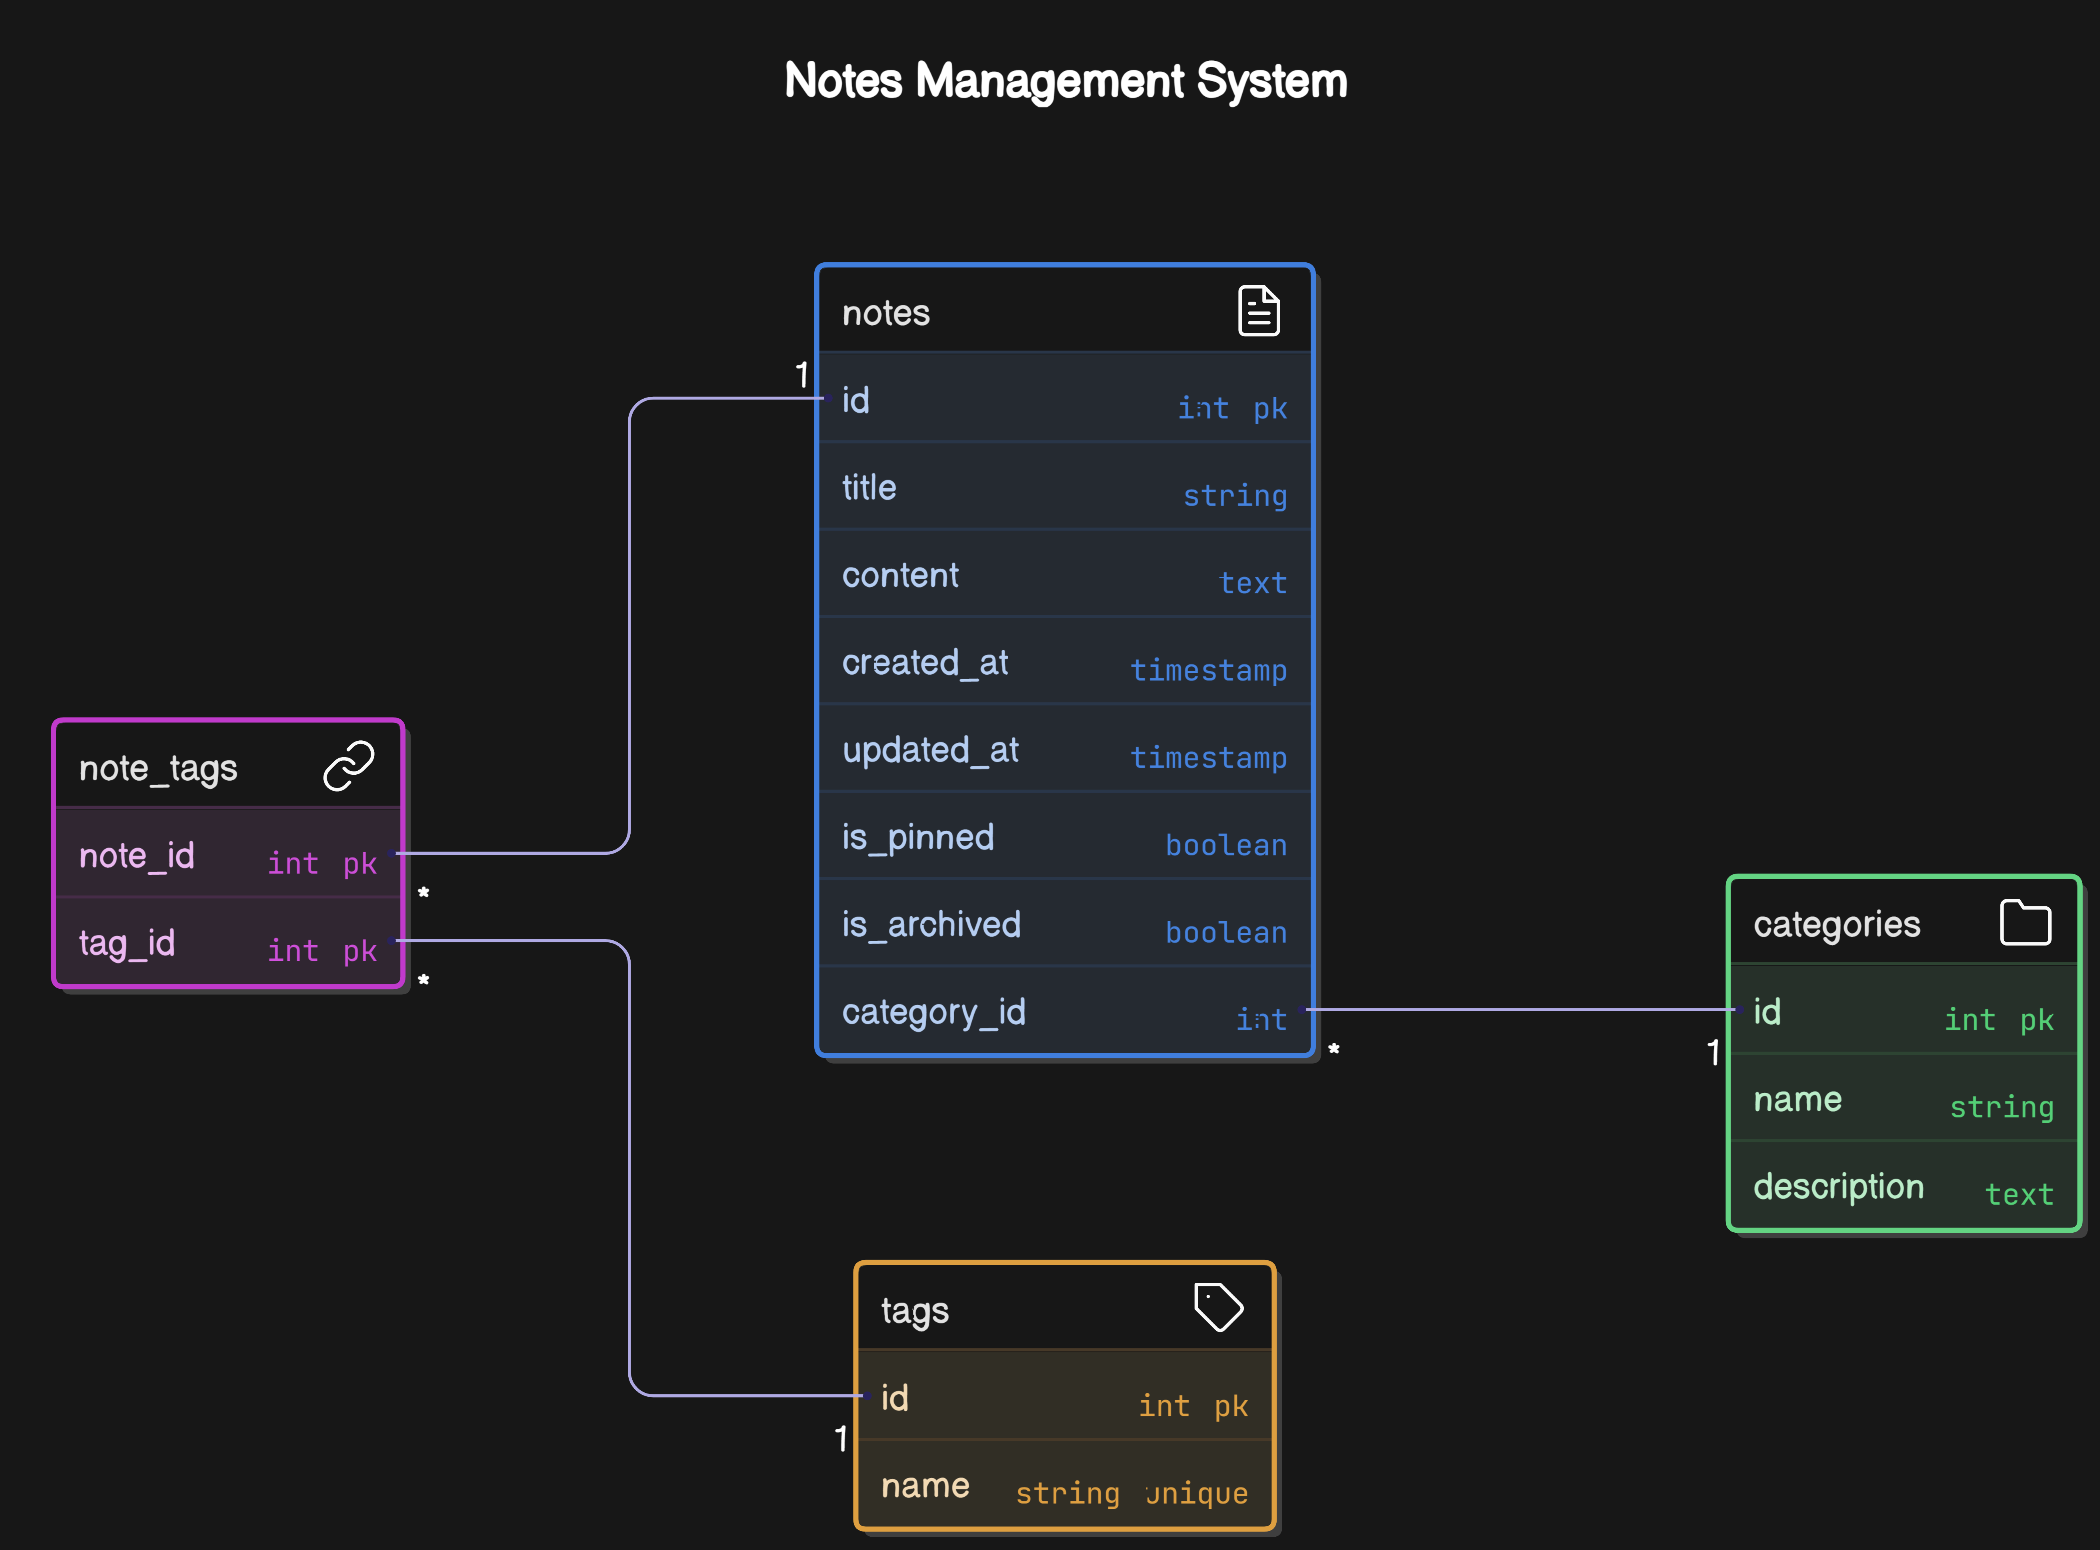 Notes Management System
notes
1
id int pk
title string
content text
created_at timestamp
updated_at timestamp
is_pinned boolean
is_archived boolean
category_id int
*
note_tags
note_id int pk
*
tag_id int pk
*
categories
id int pk
1
name string
description text
tags
id int pk
1
name string unique